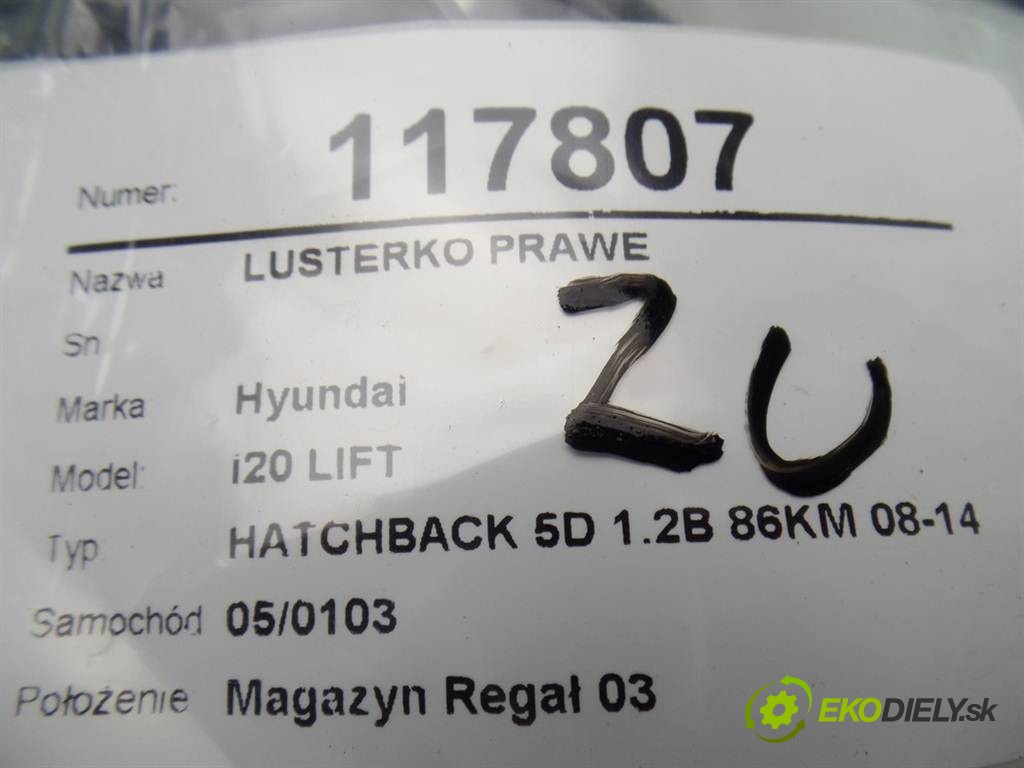 Numer: 117807
Nazwa LUSTERKO PRAWE
ZU
Sn
Marka Hyundai
Model: i20 LIFT
Typ HATCHBACK 5D 1.2B 86KM 08-14
Samochód 05/0103
Położenie Magazyn Regał 03
EKODIELY.sk